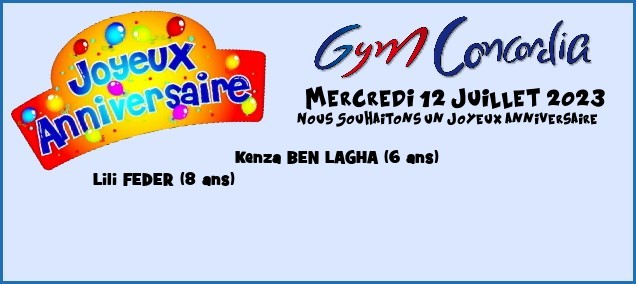 Joyeux
Anniversaire
Gym Concordia
MERCREDI 12 JUILLET 2023
NOUS SOUHAITONS UN JOYEUX ANNIVERSAIRE
Kenza BEN LAGHA (6 ans)
Lili FEDER (8 ans)